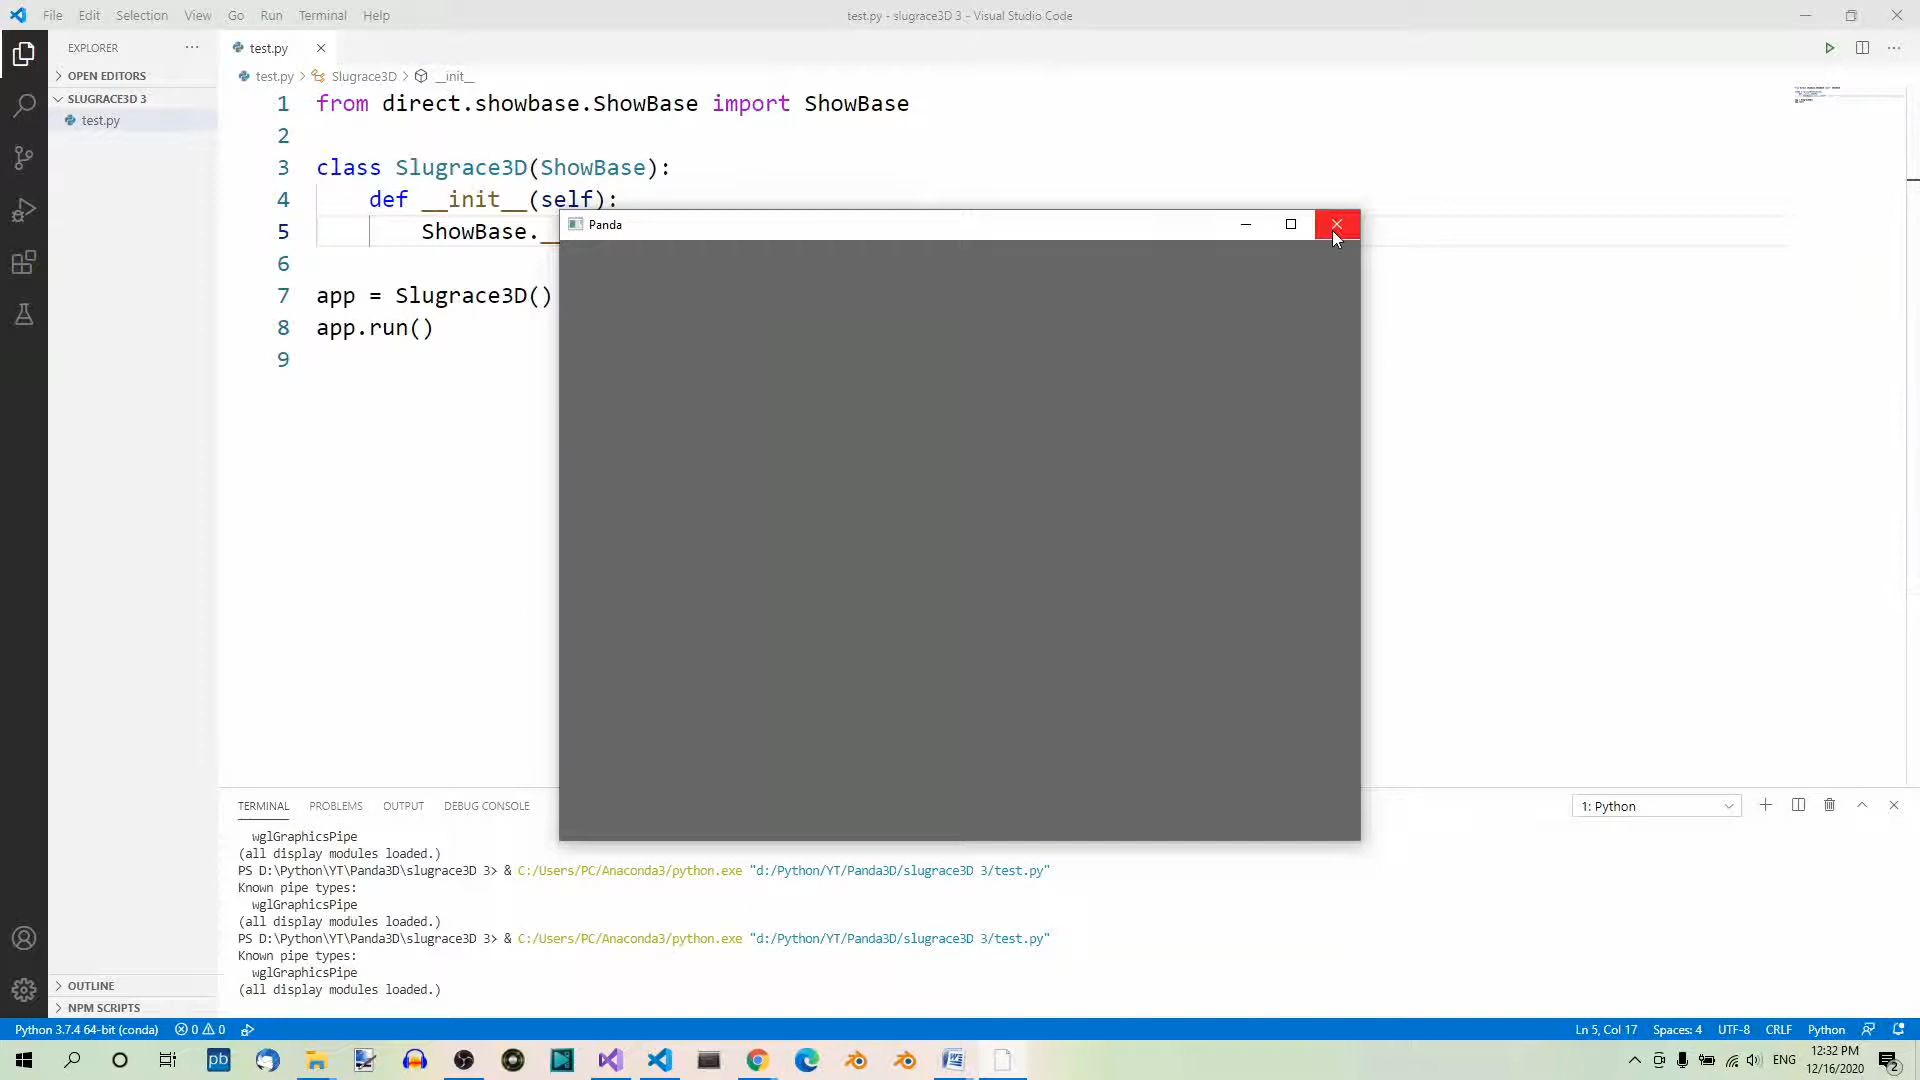 File Edit Selection View Go Run Terminal Help
test.py - slugrace3D 3 - Visual Studio Code
EXPLORER
test.py
OPEN EDITORS
SLUGRACE3D 3
test.py
test.py > Slugrace3D > __init__
1 from direct.showbase.ShowBase import ShowBase
2
3 class Slugrace3D(ShowBase):
4 def __init__(self):
5 ShowBase.__
6
7 app = Slugrace3D()
8 app.run()
9
Panda
TERMINAL PROBLEMS OUTPUT DEBUG CONSOLE
1: Python
wglGraphicsPipe
(all display modules loaded.)
PS D:\Python\YT\Panda3D\slugrace3D 3> & C:/Users/PC/Anaconda3/python.exe "d:/Python/YT/Panda3D/slugrace3D 3/test.py"
Known pipe types:
wglGraphicsPipe
(all display modules loaded.)
PS D:\Python\YT\Panda3D\slugrace3D 3> & C:/Users/PC/Anaconda3/python.exe "d:/Python/YT/Panda3D/slugrace3D 3/test.py"
Known pipe types:
wglGraphicsPipe
(all display modules loaded.)
OUTLINE
NPM SCRIPTS
Python 3.7.4 64-bit (conda) 0 0
Ln 5, Col 17 Spaces: 4 UTF-8 CRLF Python
pb
ENG
12:32 PM
12/16/2020
2